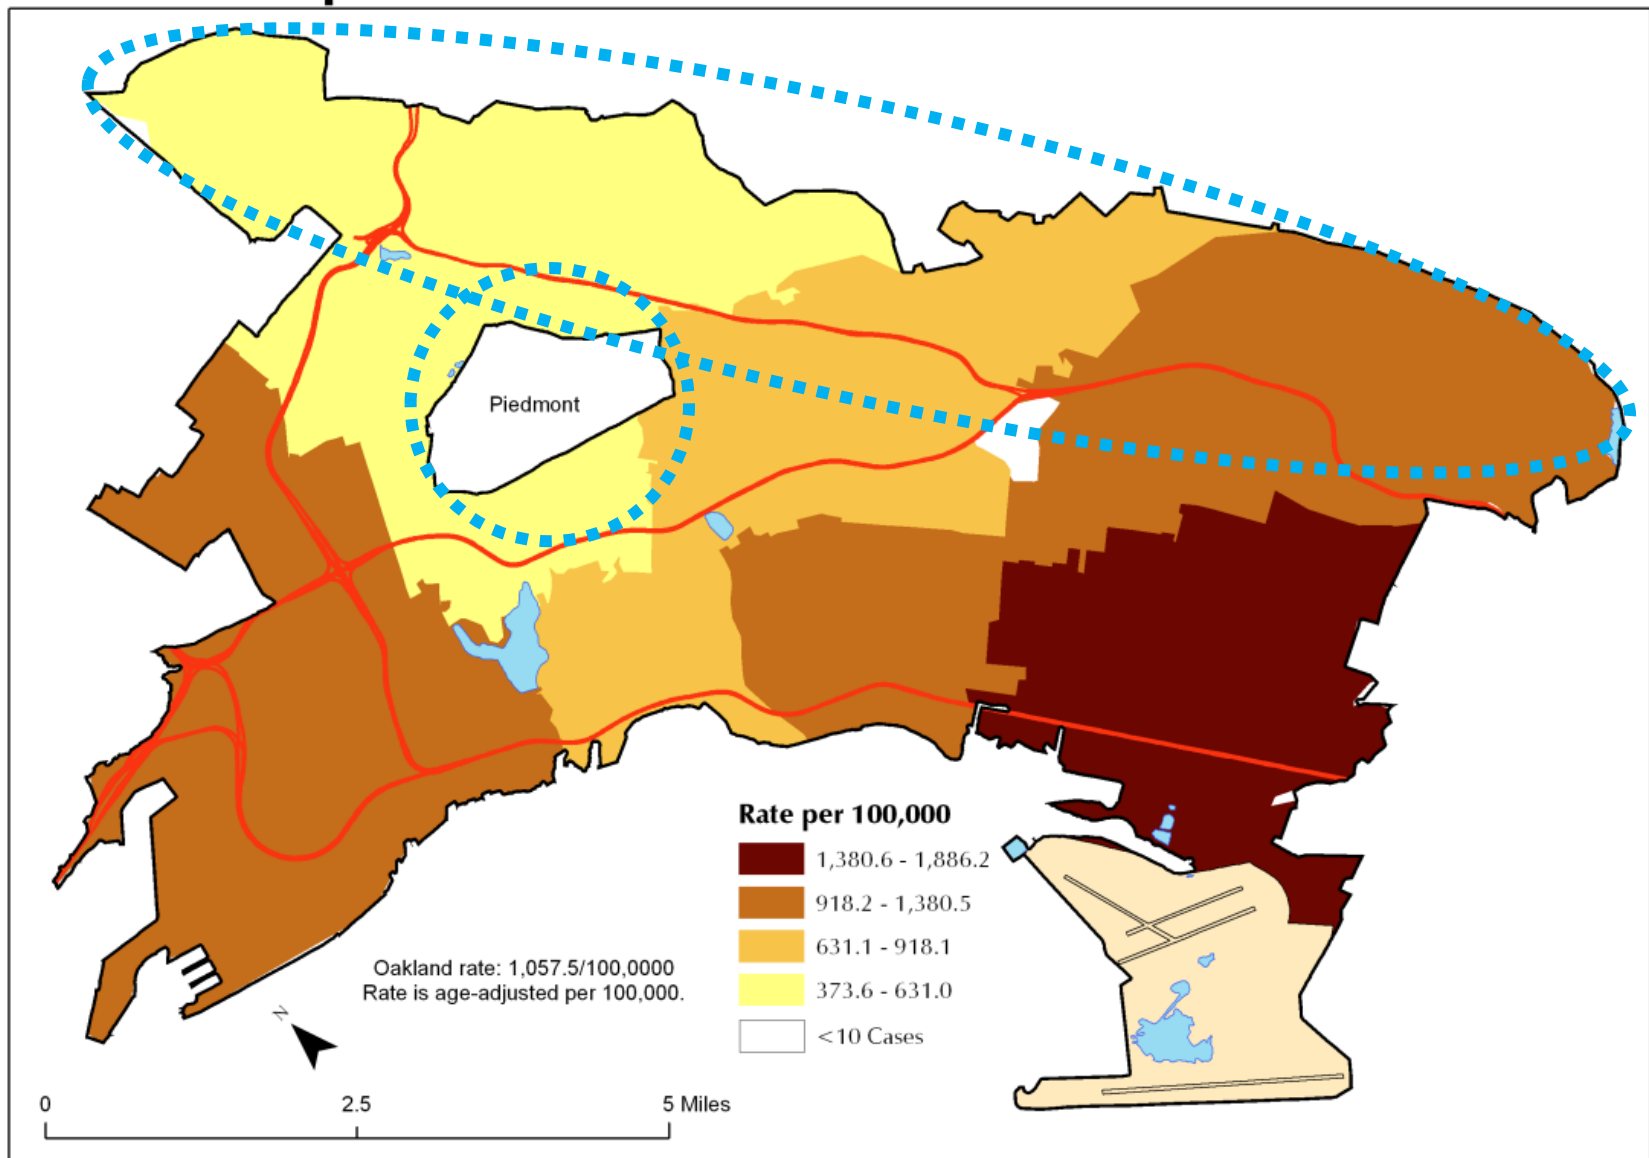 Piedmont
Rate per 100,000
1,380.6 - 1,886.2
918.2 - 1,380.5
631.1 - 918.1
373.6 - 631.0
<10 Cases
Oakland rate: 1,057.5/100,0000
Rate is age-adjusted per 100,000.
N
0 2.5 5 Miles